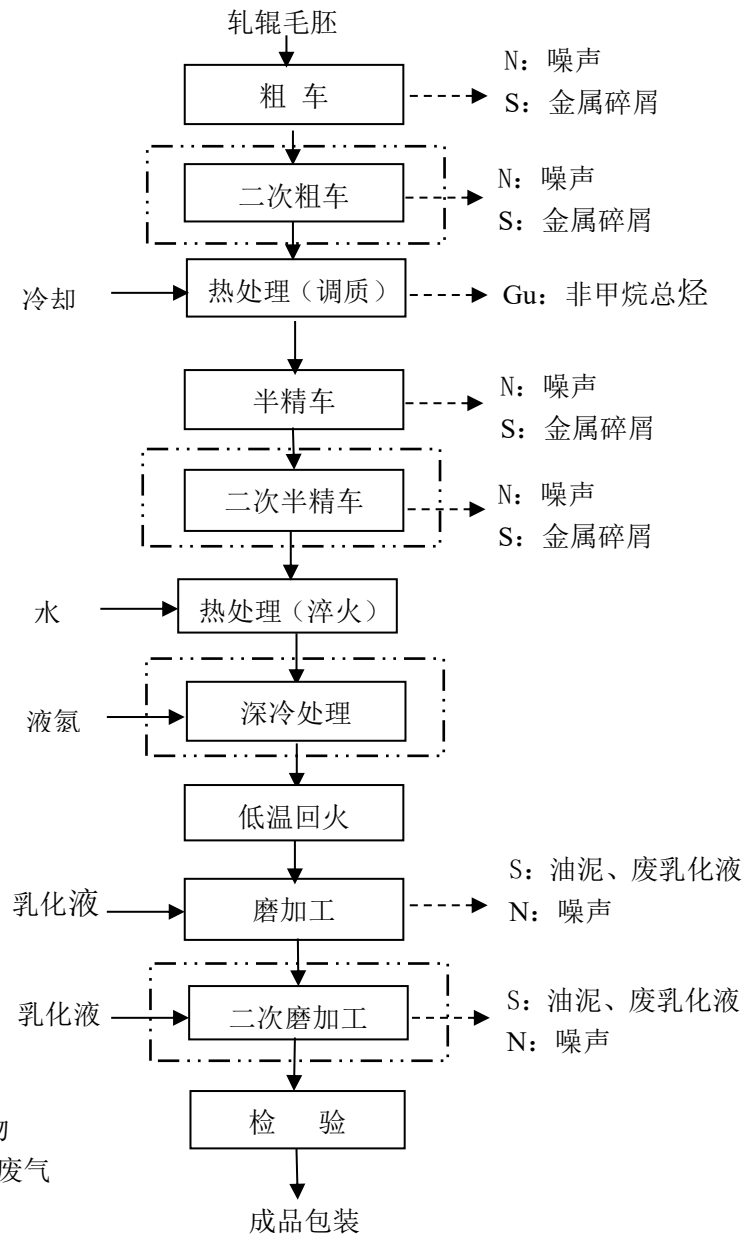 轧辊毛胚
粗 车
N：噪声
S：金属碎屑
二次粗车
N：噪声
S：金属碎屑
冷却
热处理（调质）
Gu：非甲烷总烃
半精车
N：噪声
S：金属碎屑
二次半精车
N：噪声
S：金属碎屑
水
热处理（淬火）
液氮
深冷处理
低温回火
乳化液
磨加工
S：油泥、废乳化液
N：噪声
乳化液
二次磨加工
S：油泥、废乳化液
N：噪声
检 验
物
废气
成品包装